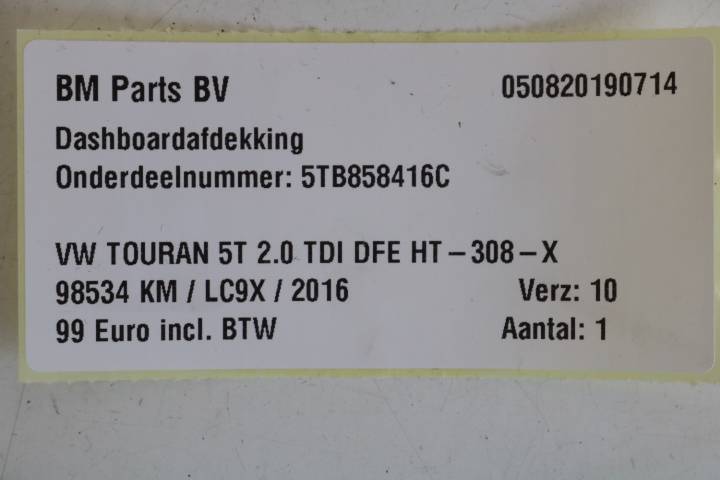 BM Parts BV 050820190714
Dashboardafdekking
Onderdeelnummer: 5TB858416C
VW TOURAN 5T 2.0 TDI DFE HT-308-X
98534 KM / LC9X / 2016 Verz: 10
99 Euro incl. BTW Aantal: 1